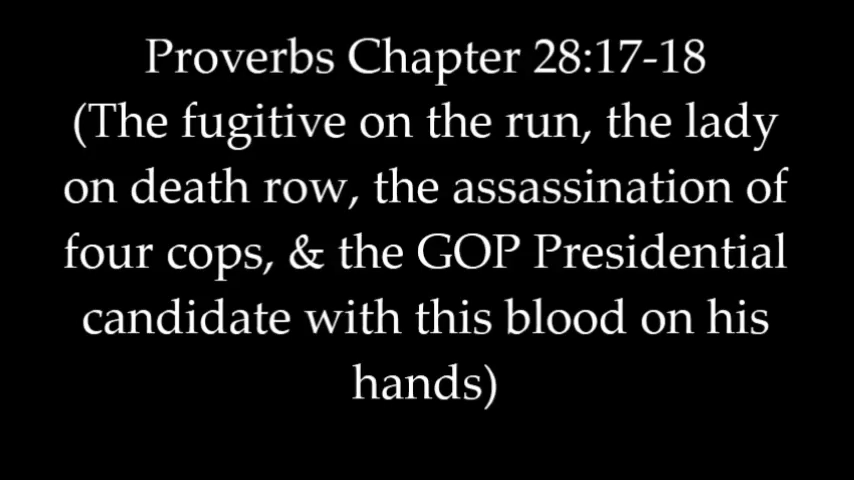 Proverbs Chapter 28:17-18
(The fugitive on the run, the lady
on death row, the assassination of
four cops, & the GOP Presidential
candidate with this blood on his
hands)